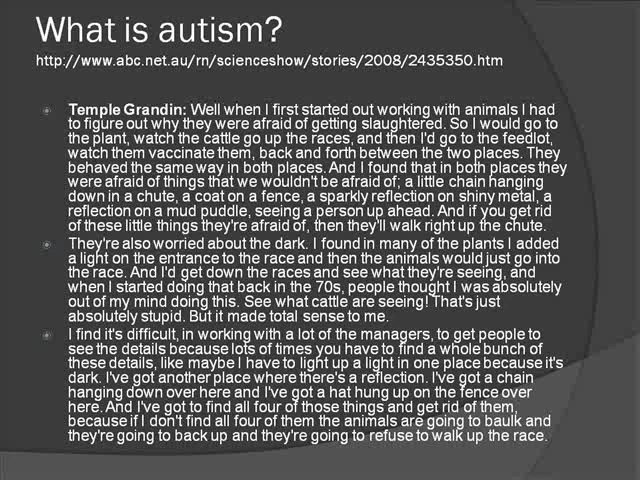 What is autism?
http://www.abc.net.au/rn/scienceshow/stories/2008/2435350.htm
Temple Grandin: Well when I first started out working with animals I had
to figure out why they were afraid of getting slaughtered. So I would go to
the plant, watch the cattle go up the races, and then I'd go to the feedlot,
watch them vaccinate them, back and forth between the two places. They
behaved the same way in both places. And I found that in both places they
were afraid of things that we wouldn't be afraid of; a little chain hanging
down in a chute, a coat on a fence, a sparkly reflection on shiny metal, a
reflection on a mud puddle, seeing a person up ahead. And if you get rid
of these little things they're afraid of, then they'll walk right up the chute.
They're also worried about the dark. I found in many of the plants I added
a light on the entrance to the race and then the animals would just go into
the race. And I'd get down the races and see what they're seeing, and
when I started doing that back in the 70s, people thought I was absolutely
out of my mind doing this. See what cattle are seeing! That's just
absolutely stupid. But it made total sense to me.
I find it's difficult, in working with a lot of the managers, to get people to
see the details because lots of times you have to find a whole bunch of
these details, like maybe I have to light up a light in one place because it's
dark. I've got another place where there's a reflection. I've got a chain
hanging down over here and I've got a hat hung up on the fence over
here. And I've got to find all four of those things and get rid of them,
because if I don't find all four of them the animals are going to baulk and
they're going to back up and they're going to refuse to walk up the race.